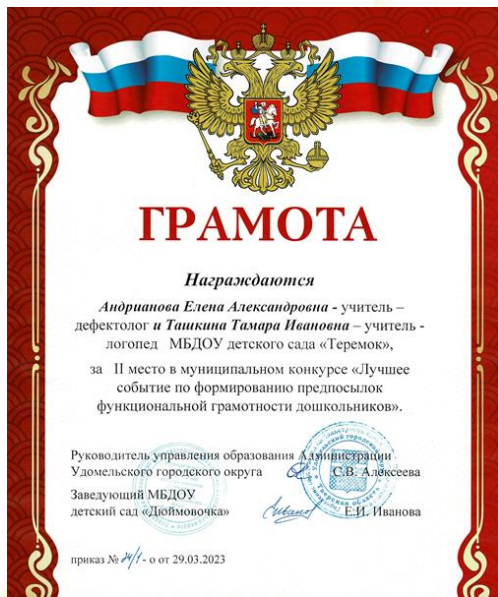 ГРАМОТА
Награждаются
Андрианова Елена Александровна - учитель –
дефектолог и Ташкина Тамара Ивановна – учитель -
логопед МБДОУ детского сада «Теремок»,
за II место в муниципальном конкурсе «Лучшее
событие по формированию предпосылок
функциональной грамотности дошкольников».
Руководитель управления образования Администрации
Удомельского городского округа С.В. Алексеева
Заведующий МБДОУ
детский сад «Дюймовочка» Е.И. Иванова
приказ № 24/1 - о от 29.03.2023